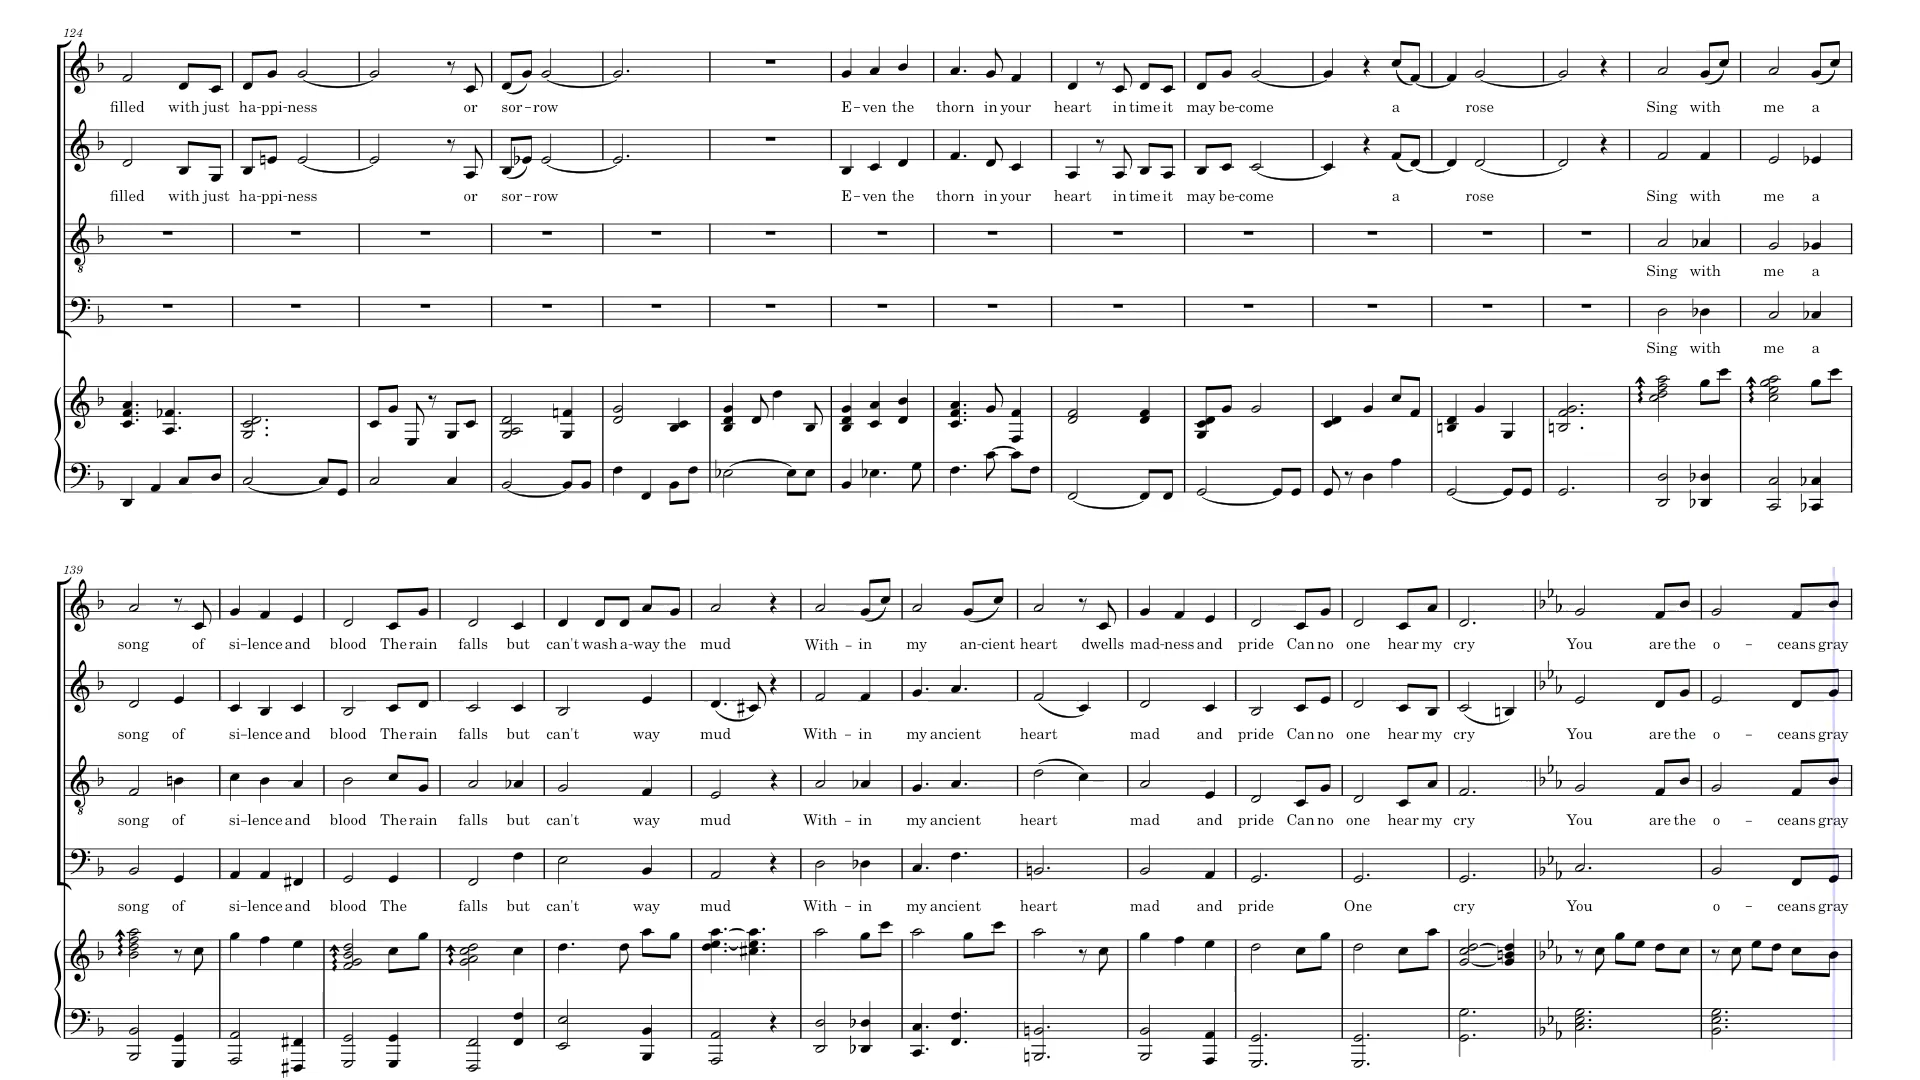 124
filled with just ha-ppi-ness or sor-row E-ven the thorn in your heart in time it may be-come a rose Sing with me a
filled with just ha-ppi-ness or sor-row E-ven the thorn in your heart in time it may be-come a rose Sing with me a
Sing with me a
Sing with me a
139
song of si-lence and blood The rain falls but can't wash a-way the mud With-in my an-cient heart dwells mad-ness and pride Can no one hear my cry You are the o-ceans gray
song of si-lence and blood The rain falls but can't way mud With-in my ancient heart mad and pride Can no one hear my cry You are the o-ceans gray
song of si-lence and blood The rain falls but can't way mud With-in my ancient heart mad and pride Can no one hear my cry You are the o-ceans gray
song of si-lence and blood The falls but can't way mud With-in my ancient heart mad and pride One cry You o-ceans gray